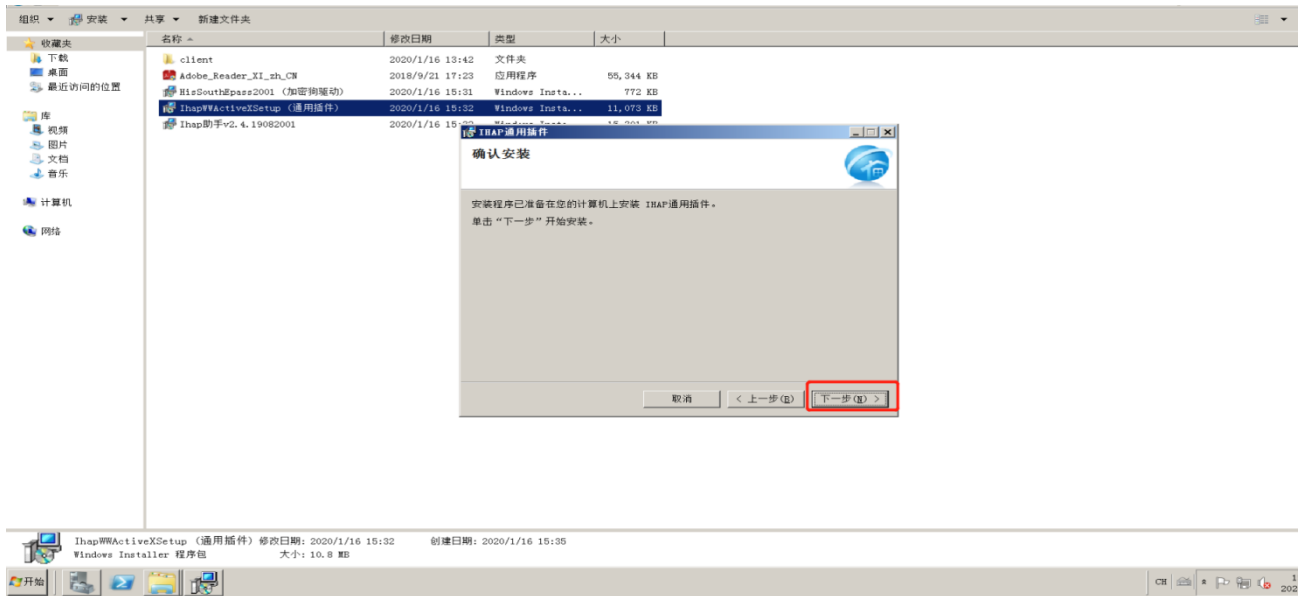 组织 安装 共享 新建文件夹
收藏夹
下载
桌面
最近访问的位置
库
视频
图片
文档
音乐
计算机
网络
名称 修改日期 类型 大小
client 2020/1/16 13:42 文件夹
Adobe_Reader_XI_zh_CN 2018/9/21 17:23 应用程序 55,344 KB
HisSouthEpass2001 (加密狗驱动) 2020/1/16 15:31 Windows Insta... 772 KB
IhapWWActiveXSetup (通用插件) 2020/1/16 15:32 Windows Insta... 11,073 KB
Ihap助手v2.4.19082001 2020/1/16
IHAP通用插件
确认安装
安装程序已准备在您的计算机上安装 IHAP通用插件。
单击“下一步”开始安装。
取消 < 上一步(B) 下一步(N) >
IhapWWActiveXSetup (通用插件) 修改日期: 2020/1/16 15:32 创建日期: 2020/1/16 15:35
Windows Installer 程序包 大小: 10.8 MB
开始 CH